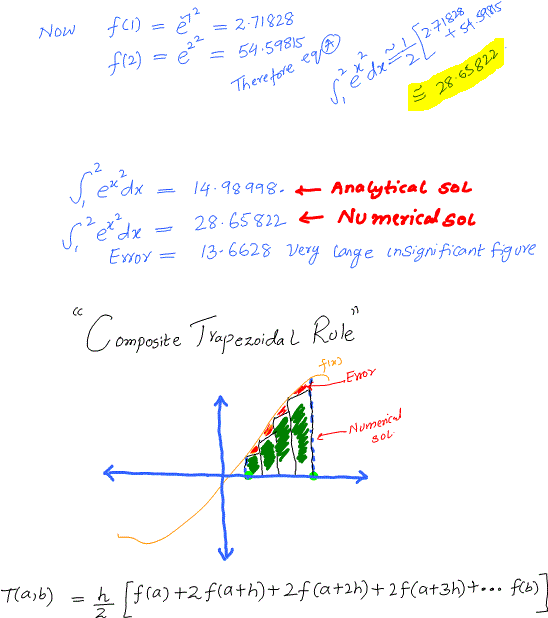 Now f(1) = e^1^2 = 2.71828
f(2) = e^2^2 = 54.59815
Therefore eq *
∫_1^2 e^x^2 dx ≈ 1/2 [2.71828 + 54.59815]
≅ 28.65822
∫_1^2 e^x^2 dx = 14.98998. ← Analytical sol
∫_1^2 e^x^2 dx = 28.65822 ← Numerical sol
Error = 13.6628 Very large insignificant figure
"Composite Trapezoidal Rule"
f(x)
Error
Numerical
sol.
T(a,b) = h/2 [f(a)+2f(a+h)+2f(a+2h)+2f(a+3h)+... f(b)]